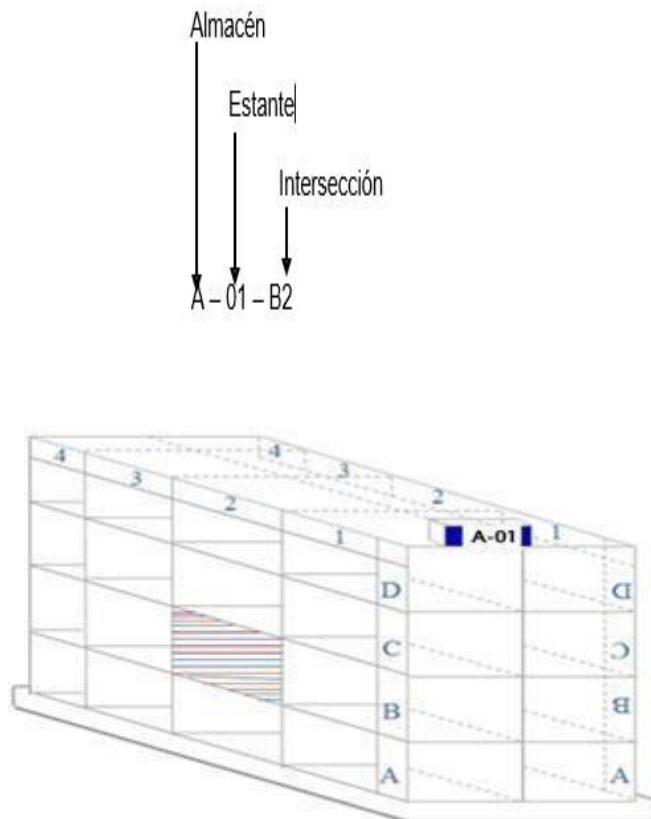 Almacén
Estante
Intersección
A – 01 – B2
4
3
2
1
4
3
2
1
A-01
D
C
B
A
D
C
B
A